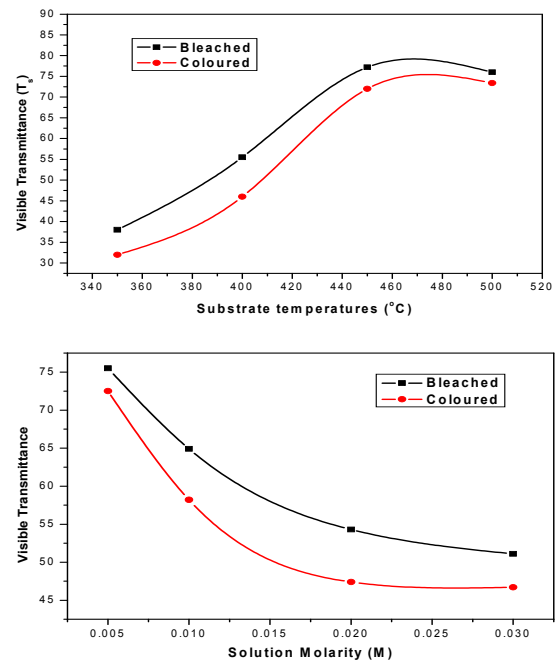 90
85
80
75
70
65
60
55
50
45
40
35
30
Visible Transmittance (Ts)
Bleached
Coloured
340 360 380 400 420 440 460 480 500 520
Substrate temperatures (°C)
75
70
65
60
55
50
45
Visible Transmittance
Bleached
Coloured
0.005 0.010 0.015 0.020 0.025 0.030
Solution Molarity (M)